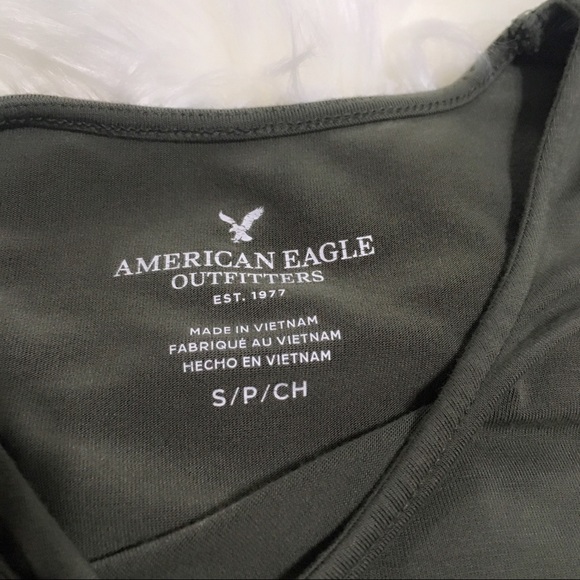 AMERICAN EAGLE
OUTFITTERS
EST. 1977
MADE IN VIETNAM
FABRIQUÉ AU VIETNAM
HECHO EN VIETNAM
S/P/CH